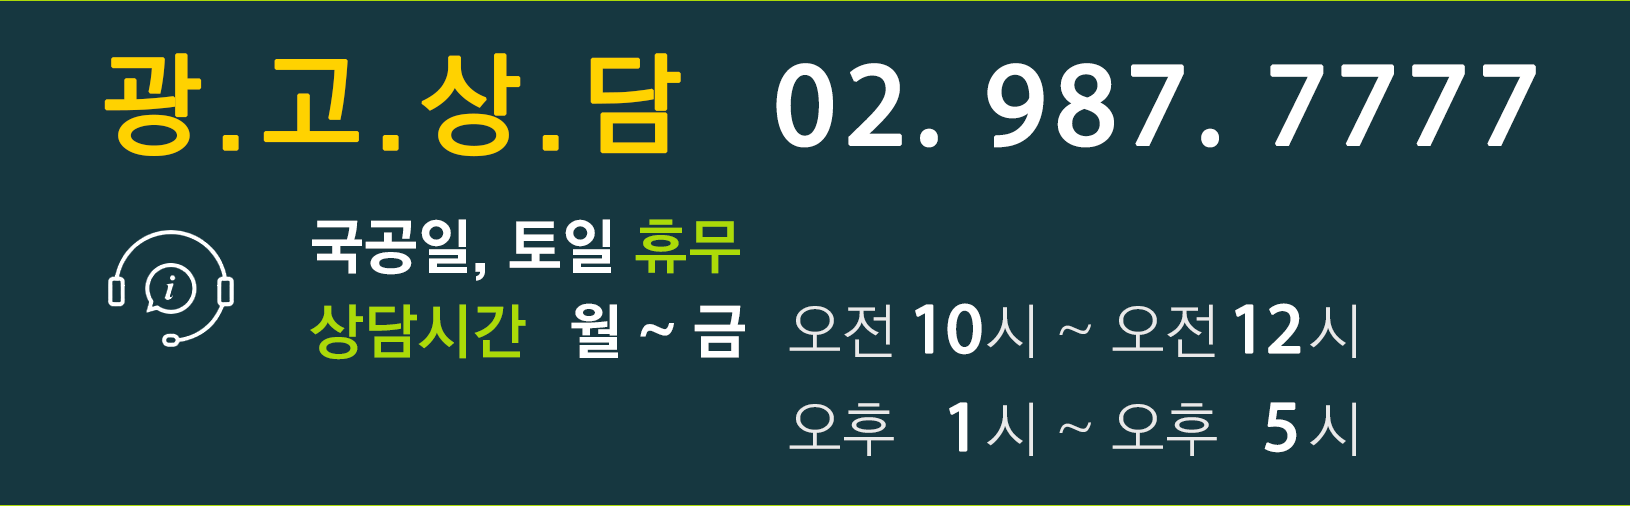 광.고.상.담 02. 987. 7777
i
국공일, 토일 휴무
상담시간 월 ~ 금 오전 10시 ~ 오전 12시
오후 1시 ~ 오후 5시